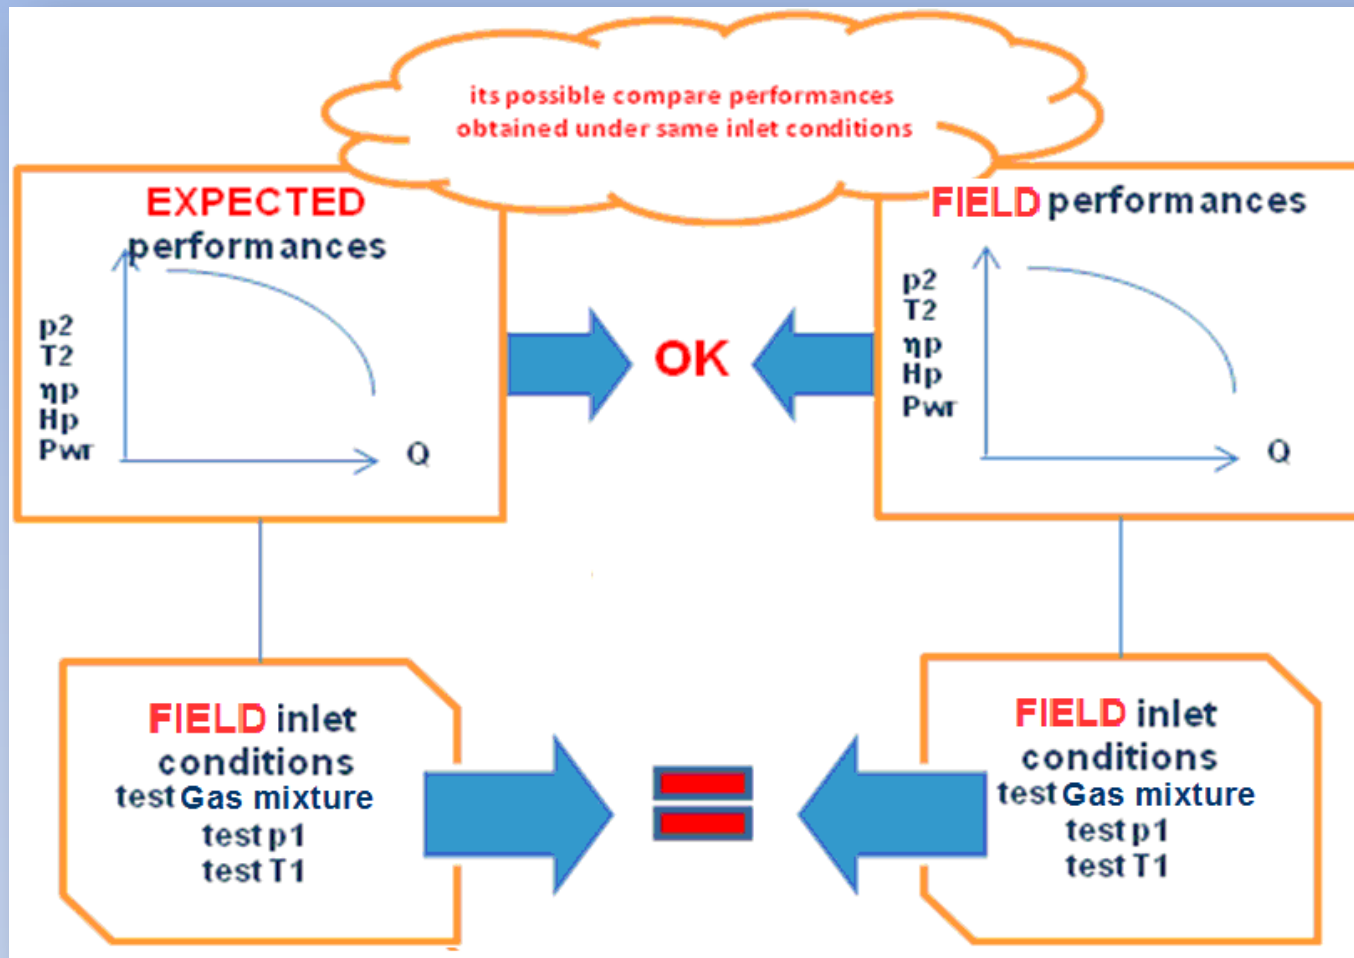 its possible compare performances
obtained under same inlet conditions
EXPECTED
performances
p2
T2
ηp
Hp
Pwr
Q
OK
FIELD performances
p2
T2
ηp
Hp
Pwr
Q
FIELD inlet
conditions
test Gas mixture
test p1
test T1
FIELD inlet
conditions
test Gas mixture
test p1
test T1